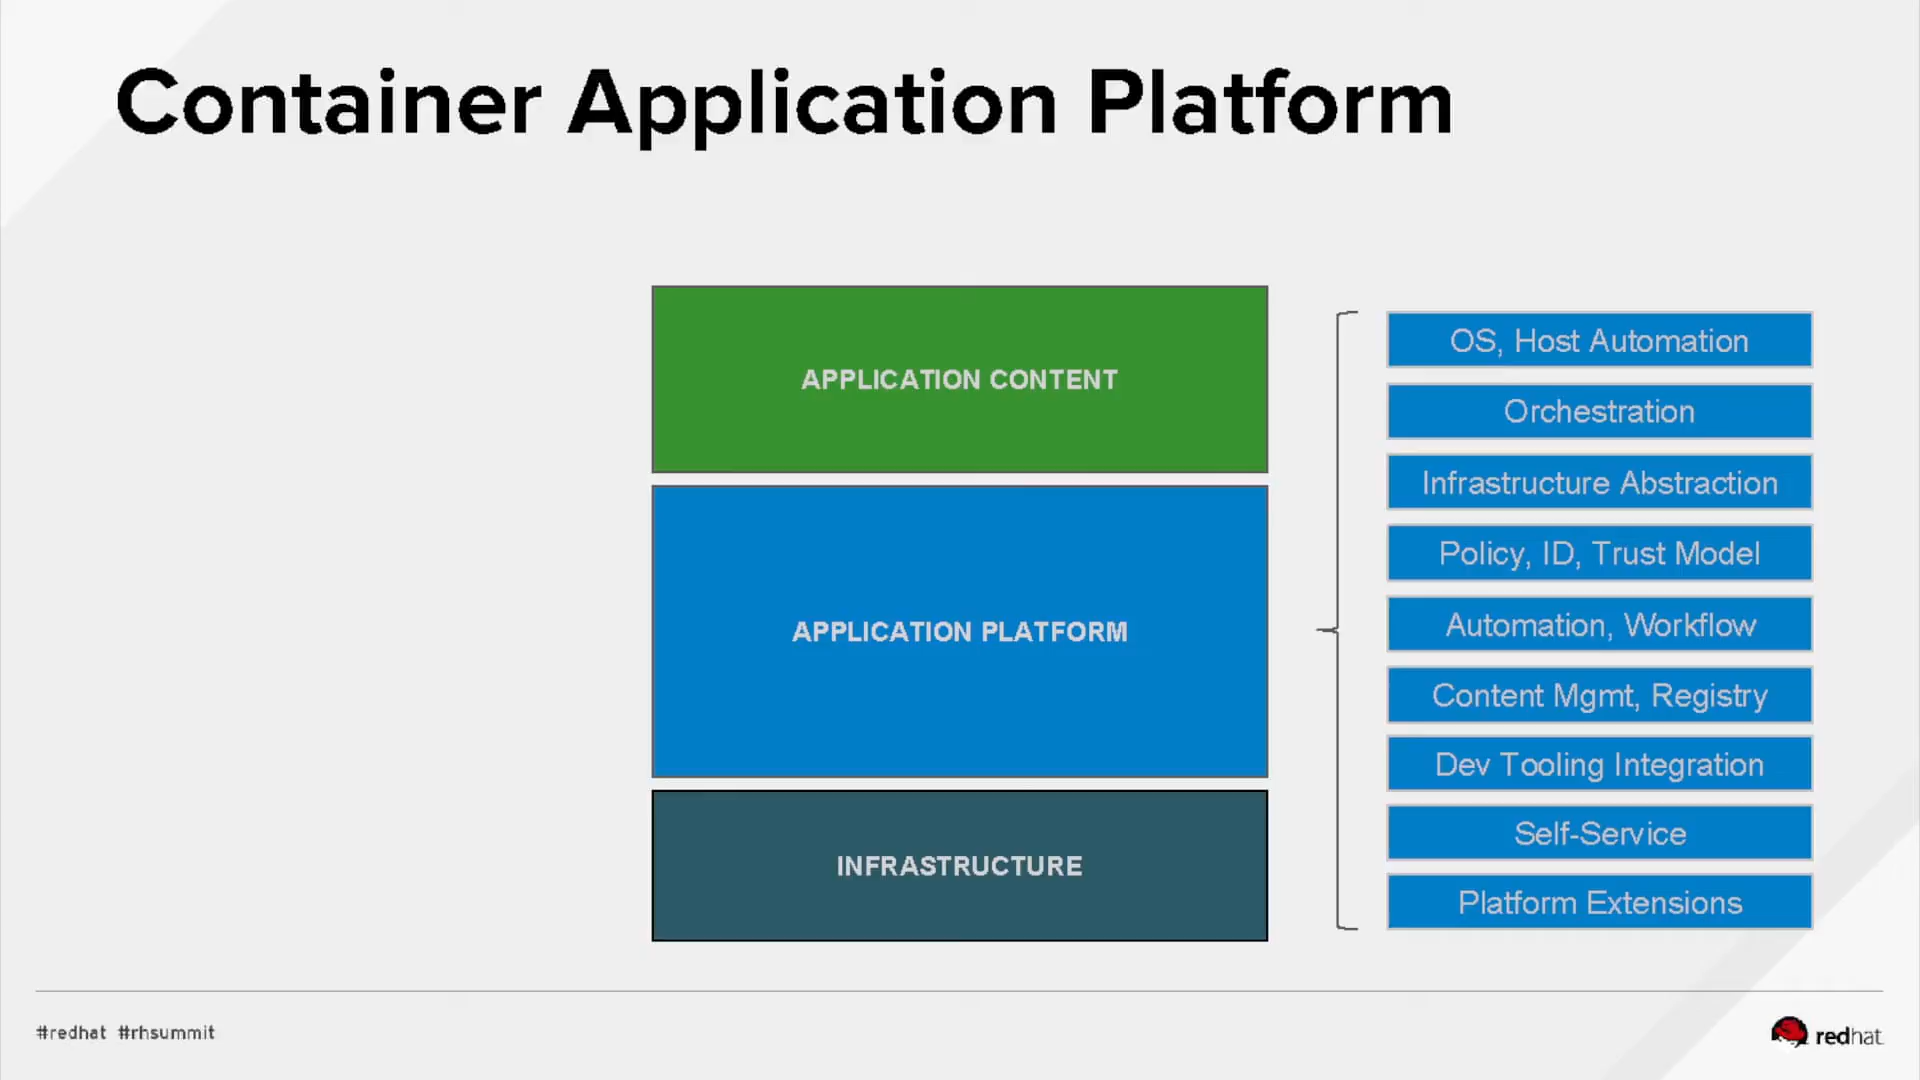 Container Application Platform
APPLICATION CONTENT
APPLICATION PLATFORM
INFRASTRUCTURE
OS, Host Automation
Orchestration
Infrastructure Abstraction
Policy, ID, Trust Model
Automation, Workflow
Content Mgmt, Registry
Dev Tooling Integration
Self-Service
Platform Extensions
#redhat #rhsummit
redhat